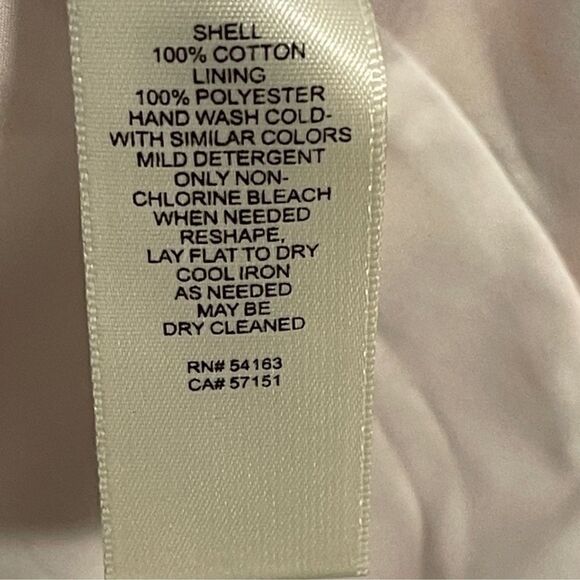 SHELL
100% COTTON
LINING
100% POLYESTER
HAND WASH COLD-
WITH SIMILAR COLORS
MILD DETERGENT
ONLY NON-
CHLORINE BLEACH
WHEN NEEDED
RESHAPE,
LAY FLAT TO DRY
COOL IRON
AS NEEDED
MAY BE
DRY CLEANED
RN# 54163
CA# 57151